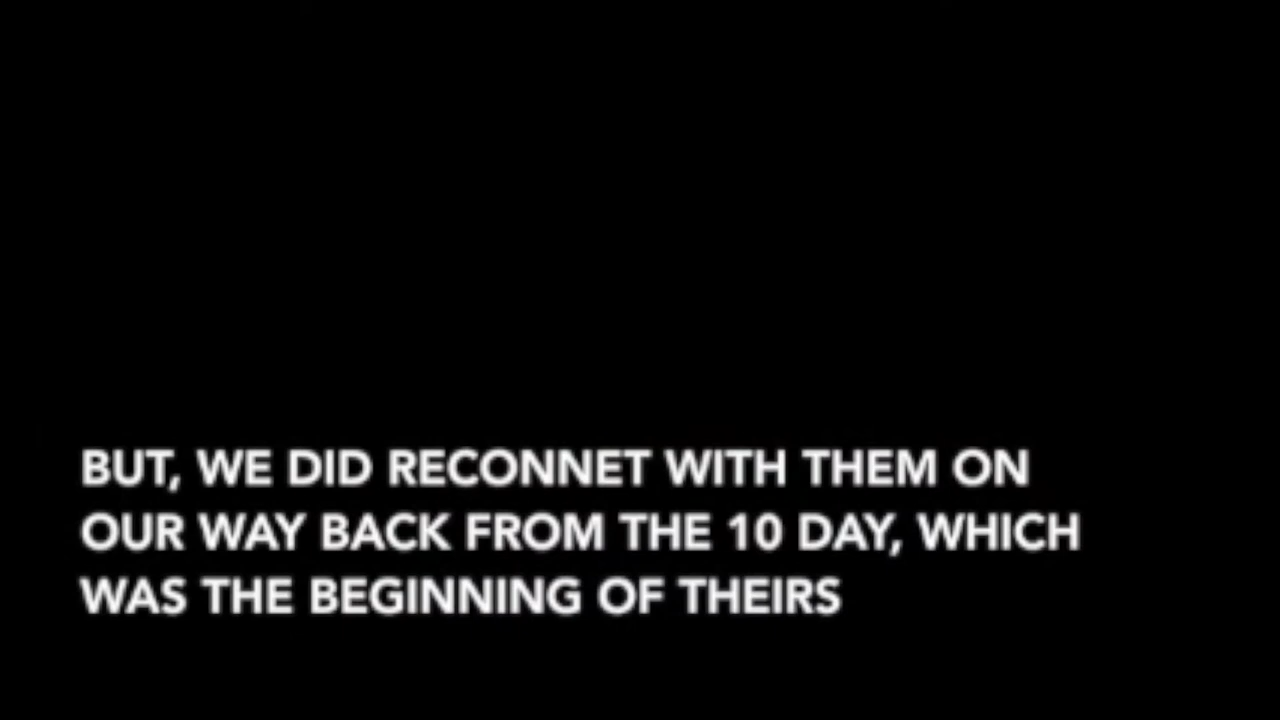 BUT, WE DID RECONNET WITH THEM ON
OUR WAY BACK FROM THE 10 DAY, WHICH
WAS THE BEGINNING OF THEIRS